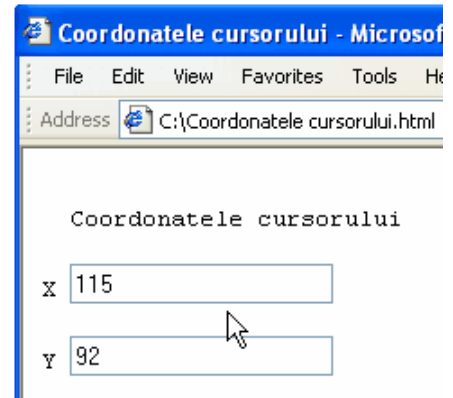 Coordonatele cursorului - Microsof
File Edit View Favorites Tools He
Address C:\Coordonatele cursorului.html
Coordonatele cursorului
X 115
Y 92